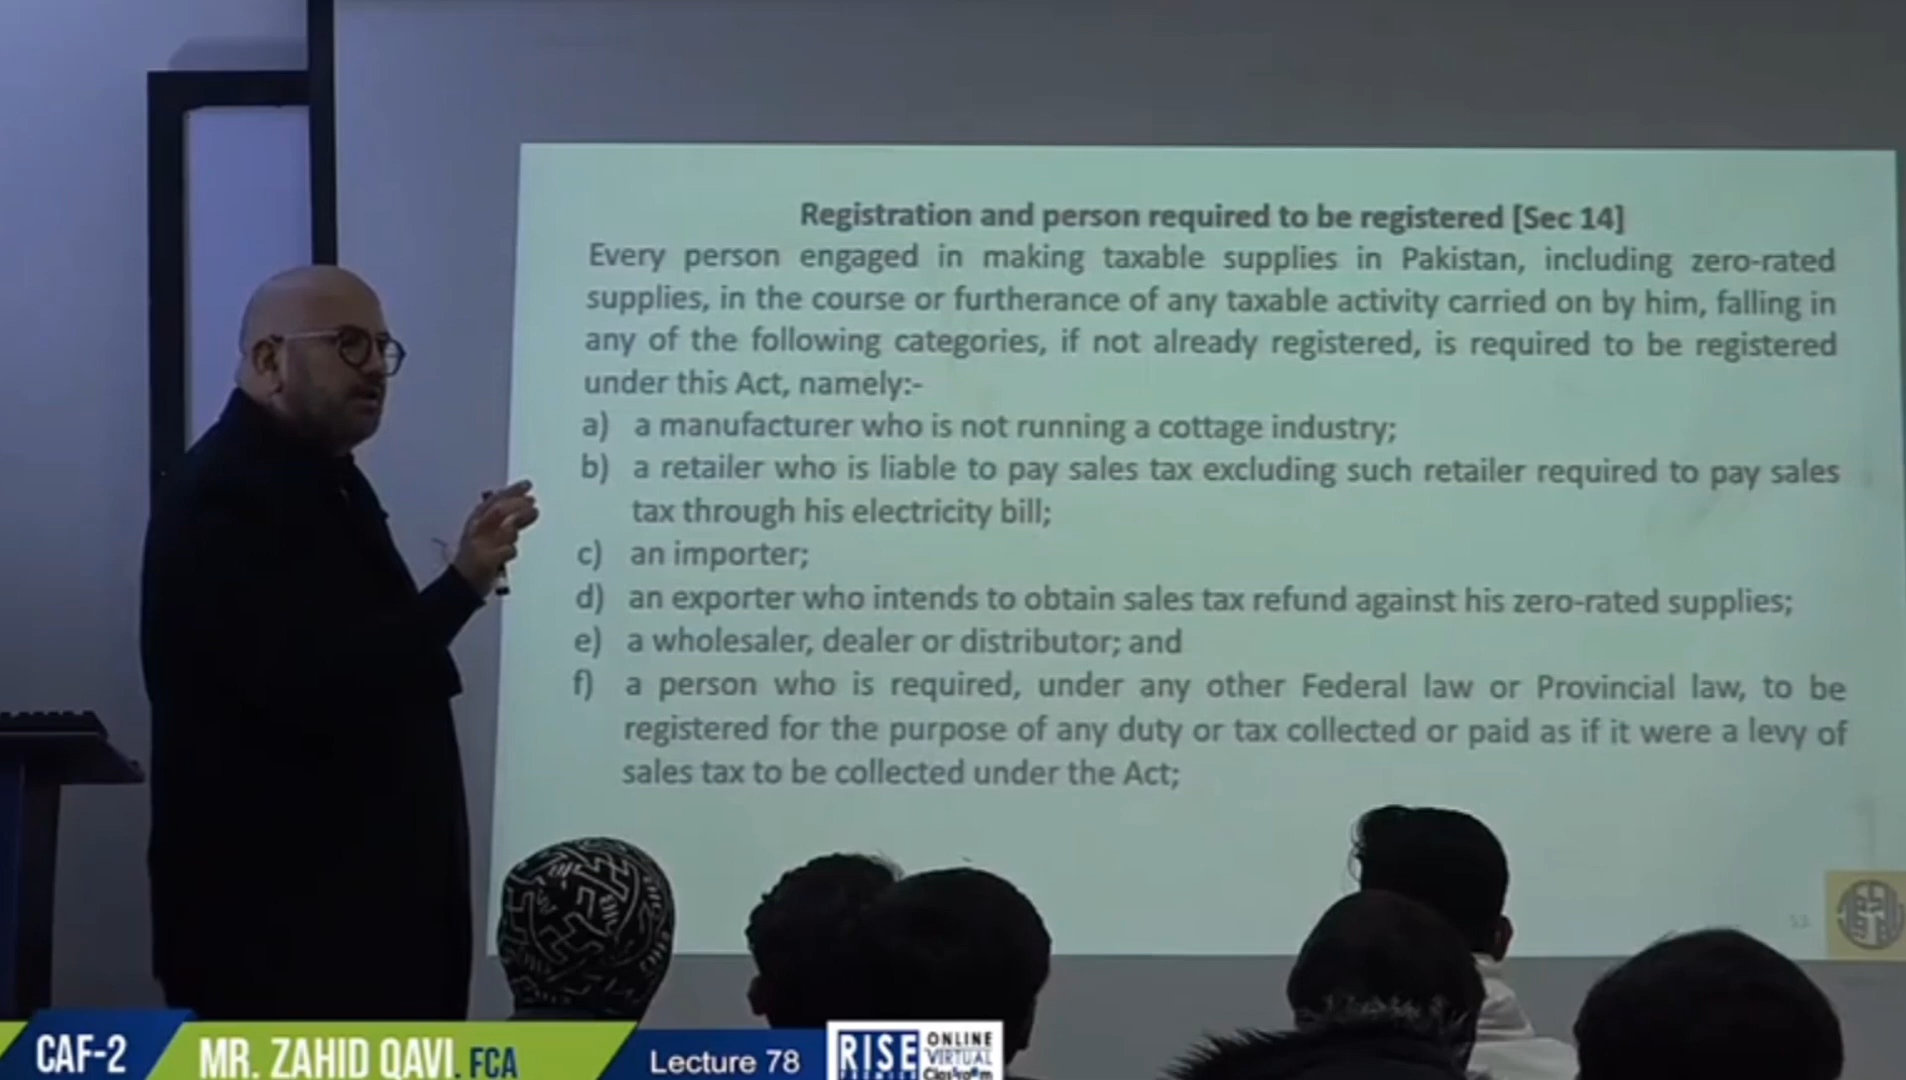 Registration and person required to be registered [Sec 14]
Every person engaged in making taxable supplies in Pakistan, including zero-rated
supplies, in the course or furtherance of any taxable activity carried on by him, falling in
any of the following categories, if not already registered, is required to be registered
under this Act, namely:-
a) a manufacturer who is not running a cottage industry;
b) a retailer who is liable to pay sales tax excluding such retailer required to pay sales
tax through his electricity bill;
c) an importer;
d) an exporter who intends to obtain sales tax refund against his zero-rated supplies;
e) a wholesaler, dealer or distributor; and
f) a person who is required, under any other Federal law or Provincial law, to be
registered for the purpose of any duty or tax collected or paid as if it were a levy of
sales tax to be collected under the Act;
CAF-2
MR. ZAHID QAVI. FCA
Lecture 78
RISE
ONLINE
VIRTUAL
Classroom